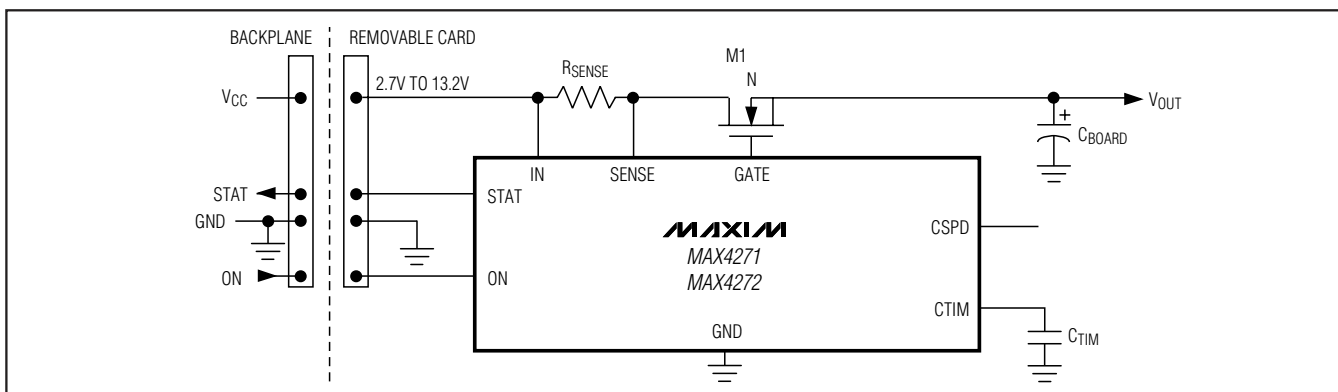 BACKPLANE
REMOVABLE CARD
VCC
2.7V TO 13.2V
RSENSE
M1
N
VOUT
+
CBOARD
IN
SENSE
GATE
STAT
STAT
GND
ON
ON
MAXIM
MAX4271
MAX4272
CSPD
CTIM
GND
CTIM